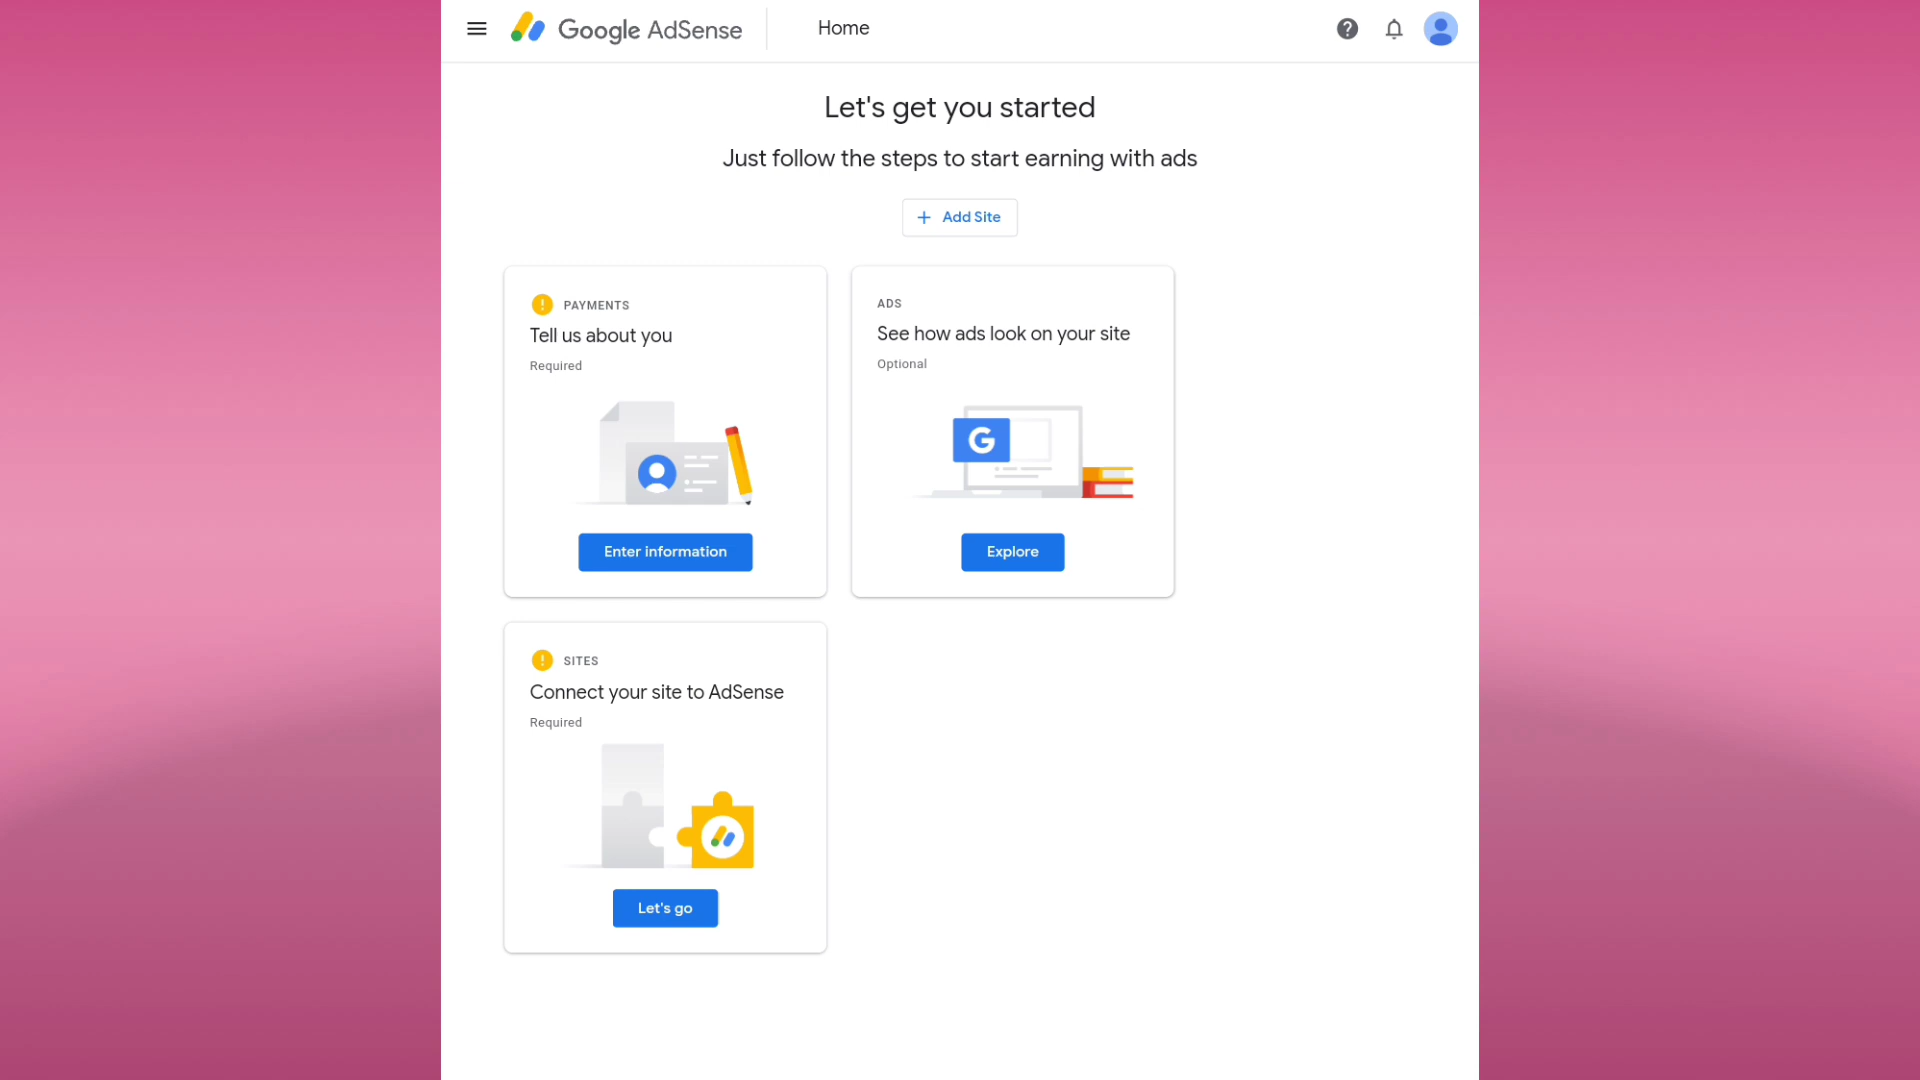 Google AdSense
Home
Let's get you started
Just follow the steps to start earning with ads
+ Add Site
PAYMENTS
Tell us about you
Required
Enter information
ADS
See how ads look on your site
Optional
G
Explore
SITES
Connect your site to AdSense
Required
Let's go